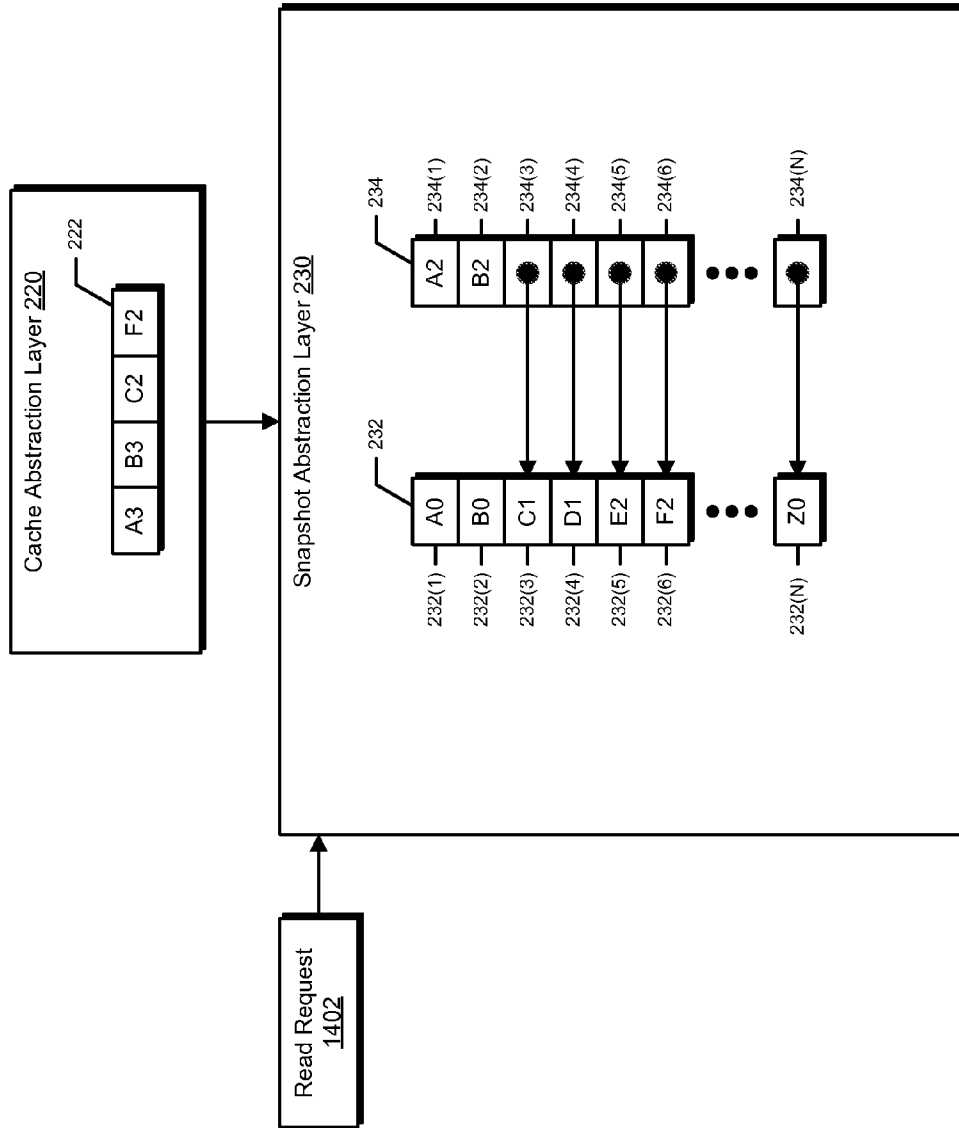 Cache Abstraction Layer 220
222
A3 B3 C2 F2
Read Request
1402
Snapshot Abstraction Layer 230
232
234
232(1) A0 A2 234(1)
232(2) B0 B2 234(2)
232(3) C1 234(3)
232(4) D1 234(4)
232(5) E2 234(5)
232(6) F2 234(6)
232(N) Z0 234(N)